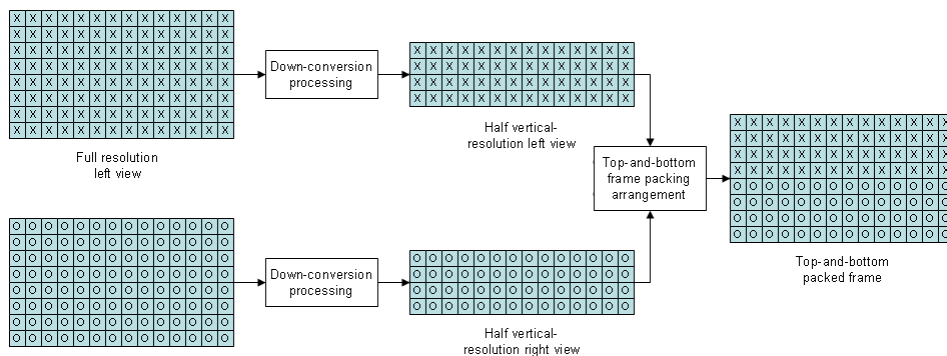 X X X X X X X X X X X X X X
X X X X X X X X X X X X X X
X X X X X X X X X X X X X X
X X X X X X X X X X X X X X
X X X X X X X X X X X X X X
X X X X X X X X X X X X X X
X X X X X X X X X X X X X X
X X X X X X X X X X X X X X
Full resolution
left view
Down-conversion
processing
X X X X X X X X X X X X X X
X X X X X X X X X X X X X X
X X X X X X X X X X X X X X
X X X X X X X X X X X X X X
Half vertical-
resolution left view
O O O O O O O O O O O O O O
O O O O O O O O O O O O O O
O O O O O O O O O O O O O O
O O O O O O O O O O O O O O
O O O O O O O O O O O O O O
O O O O O O O O O O O O O O
O O O O O O O O O O O O O O
O O O O O O O O O O O O O O
Down-conversion
processing
O O O O O O O O O O O O O O
O O O O O O O O O O O O O O
O O O O O O O O O O O O O O
O O O O O O O O O O O O O O
Half vertical-
resolution right view
Top-and-bottom
frame packing
arrangement
X X X X X X X X X X X X X X
X X X X X X X X X X X X X X
X X X X X X X X X X X X X X
X X X X X X X X X X X X X X
O O O O O O O O O O O O O O
O O O O O O O O O O O O O O
O O O O O O O O O O O O O O
O O O O O O O O O O O O O O
Top-and-bottom
packed frame